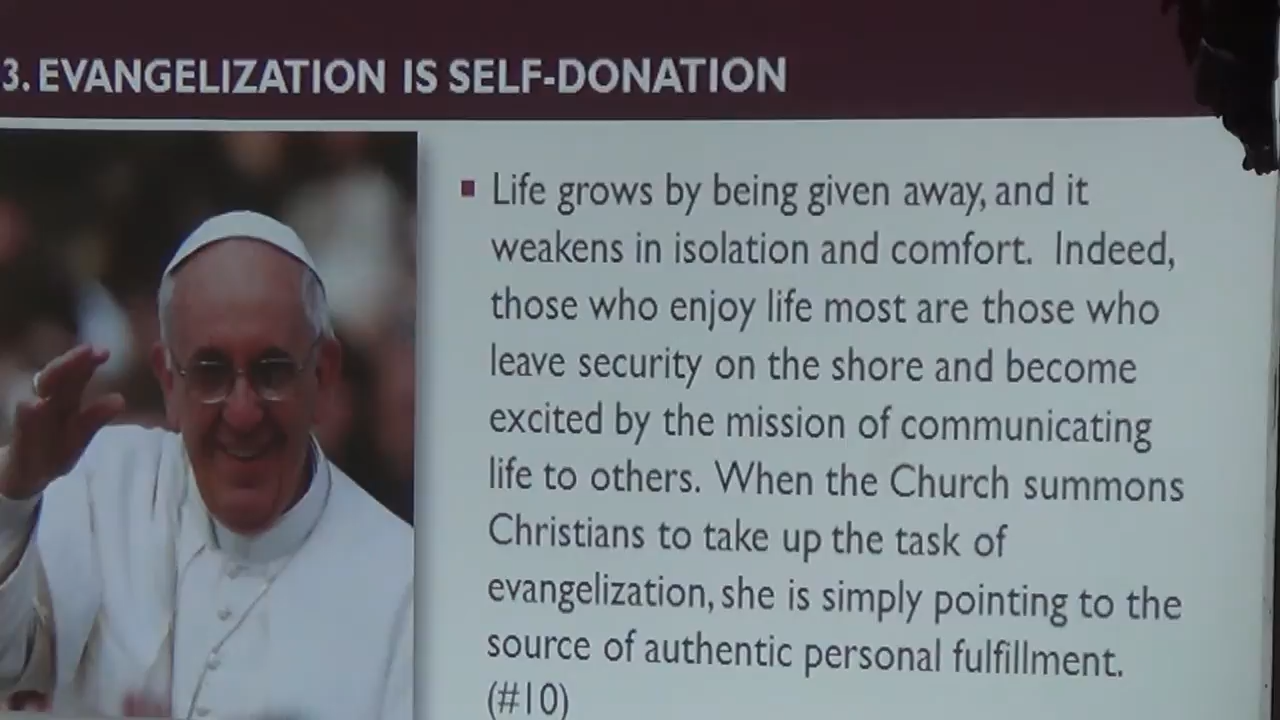 3. EVANGELIZATION IS SELF-DONATION
Life grows by being given away, and it
weakens in isolation and comfort. Indeed,
those who enjoy life most are those who
leave security on the shore and become
excited by the mission of communicating
life to others. When the Church summons
Christians to take up the task of
evangelization, she is simply pointing to the
source of authentic personal fulfillment.
(#10)